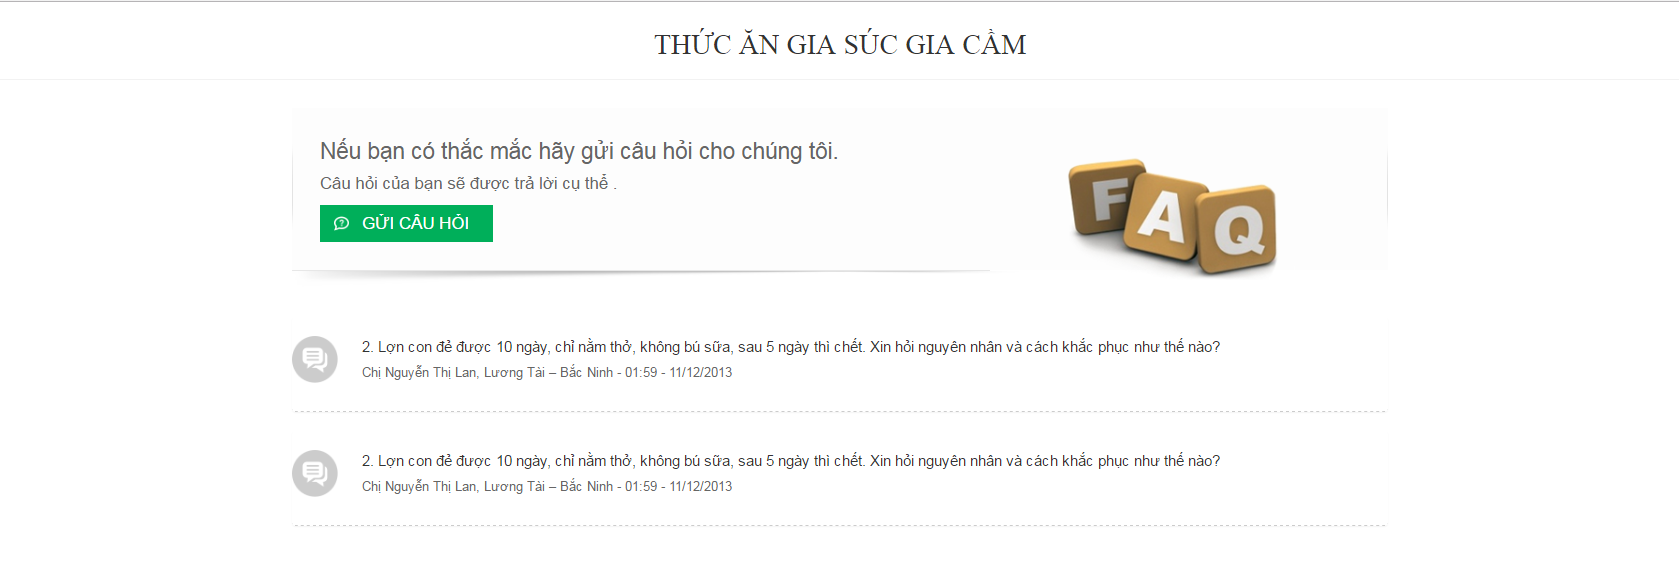 THỨC ĂN GIA SÚC GIA CẦM
Nếu bạn có thắc mắc hãy gửi câu hỏi cho chúng tôi.
Câu hỏi của bạn sẽ được trả lời cụ thể .
GỬI CÂU HỎI
FAQ
2. Lợn con đẻ được 10 ngày, chỉ nằm thở, không bú sữa, sau 5 ngày thì chết. Xin hỏi nguyên nhân và cách khắc phục như thế nào?
Chị Nguyễn Thị Lan, Lương Tài – Bắc Ninh - 01:59 - 11/12/2013
2. Lợn con đẻ được 10 ngày, chỉ nằm thở, không bú sữa, sau 5 ngày thì chết. Xin hỏi nguyên nhân và cách khắc phục như thế nào?
Chị Nguyễn Thị Lan, Lương Tài – Bắc Ninh - 01:59 - 11/12/2013